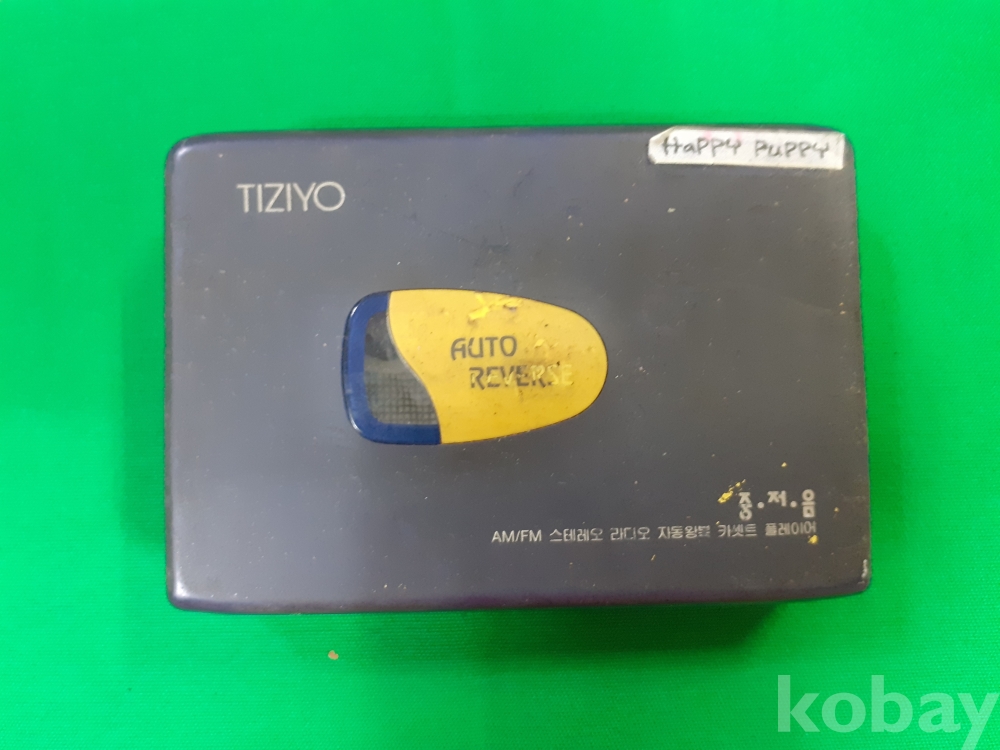 Happy Puppy
TIZIYO
AUTO
REVERSE
중.저.음
AM/FM 스테레오 라디오 자동왕복 카셋트 플레이어
kobay